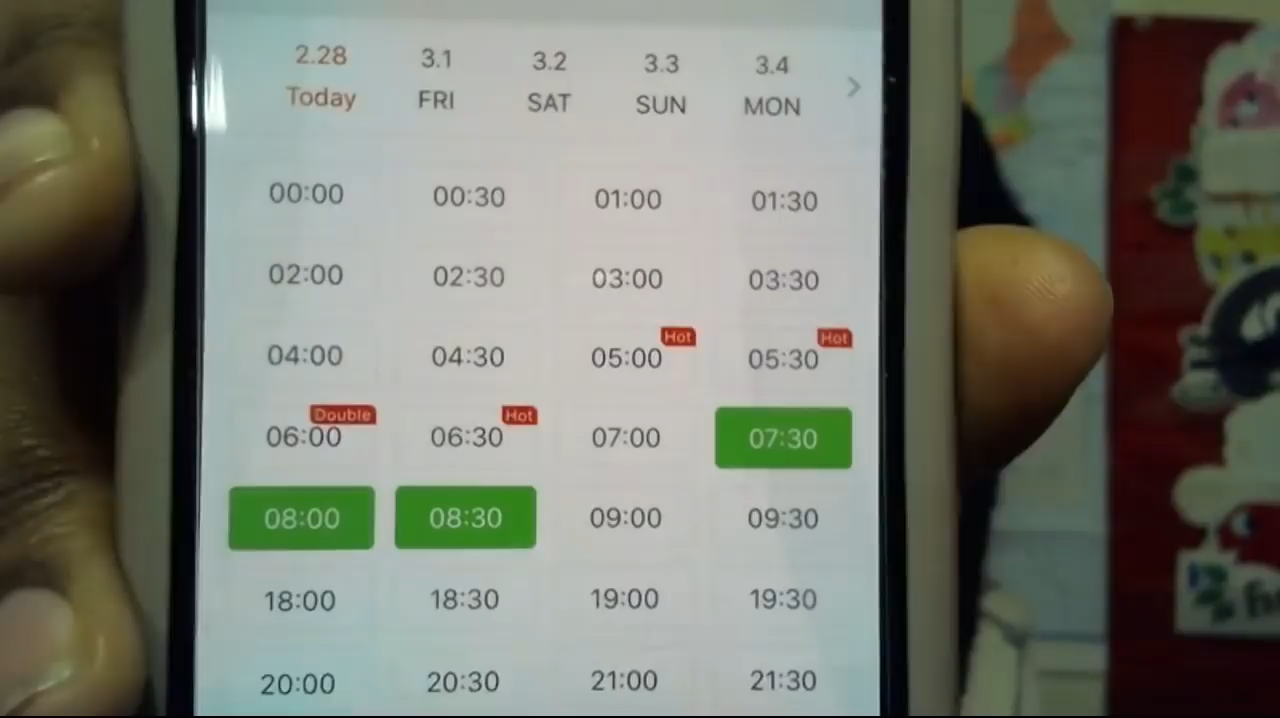 2.28 3.1 3.2 3.3 3.4
Today FRI SAT SUN MON >
00:00 00:30 01:00 01:30
02:00 02:30 03:00 03:30
Hot Hot
04:00 04:30 05:00 05:30
Double Hot
06:00 06:30 07:00 07:30
08:00 08:30 09:00 09:30
18:00 18:30 19:00 19:30
20:00 20:30 21:00 21:30